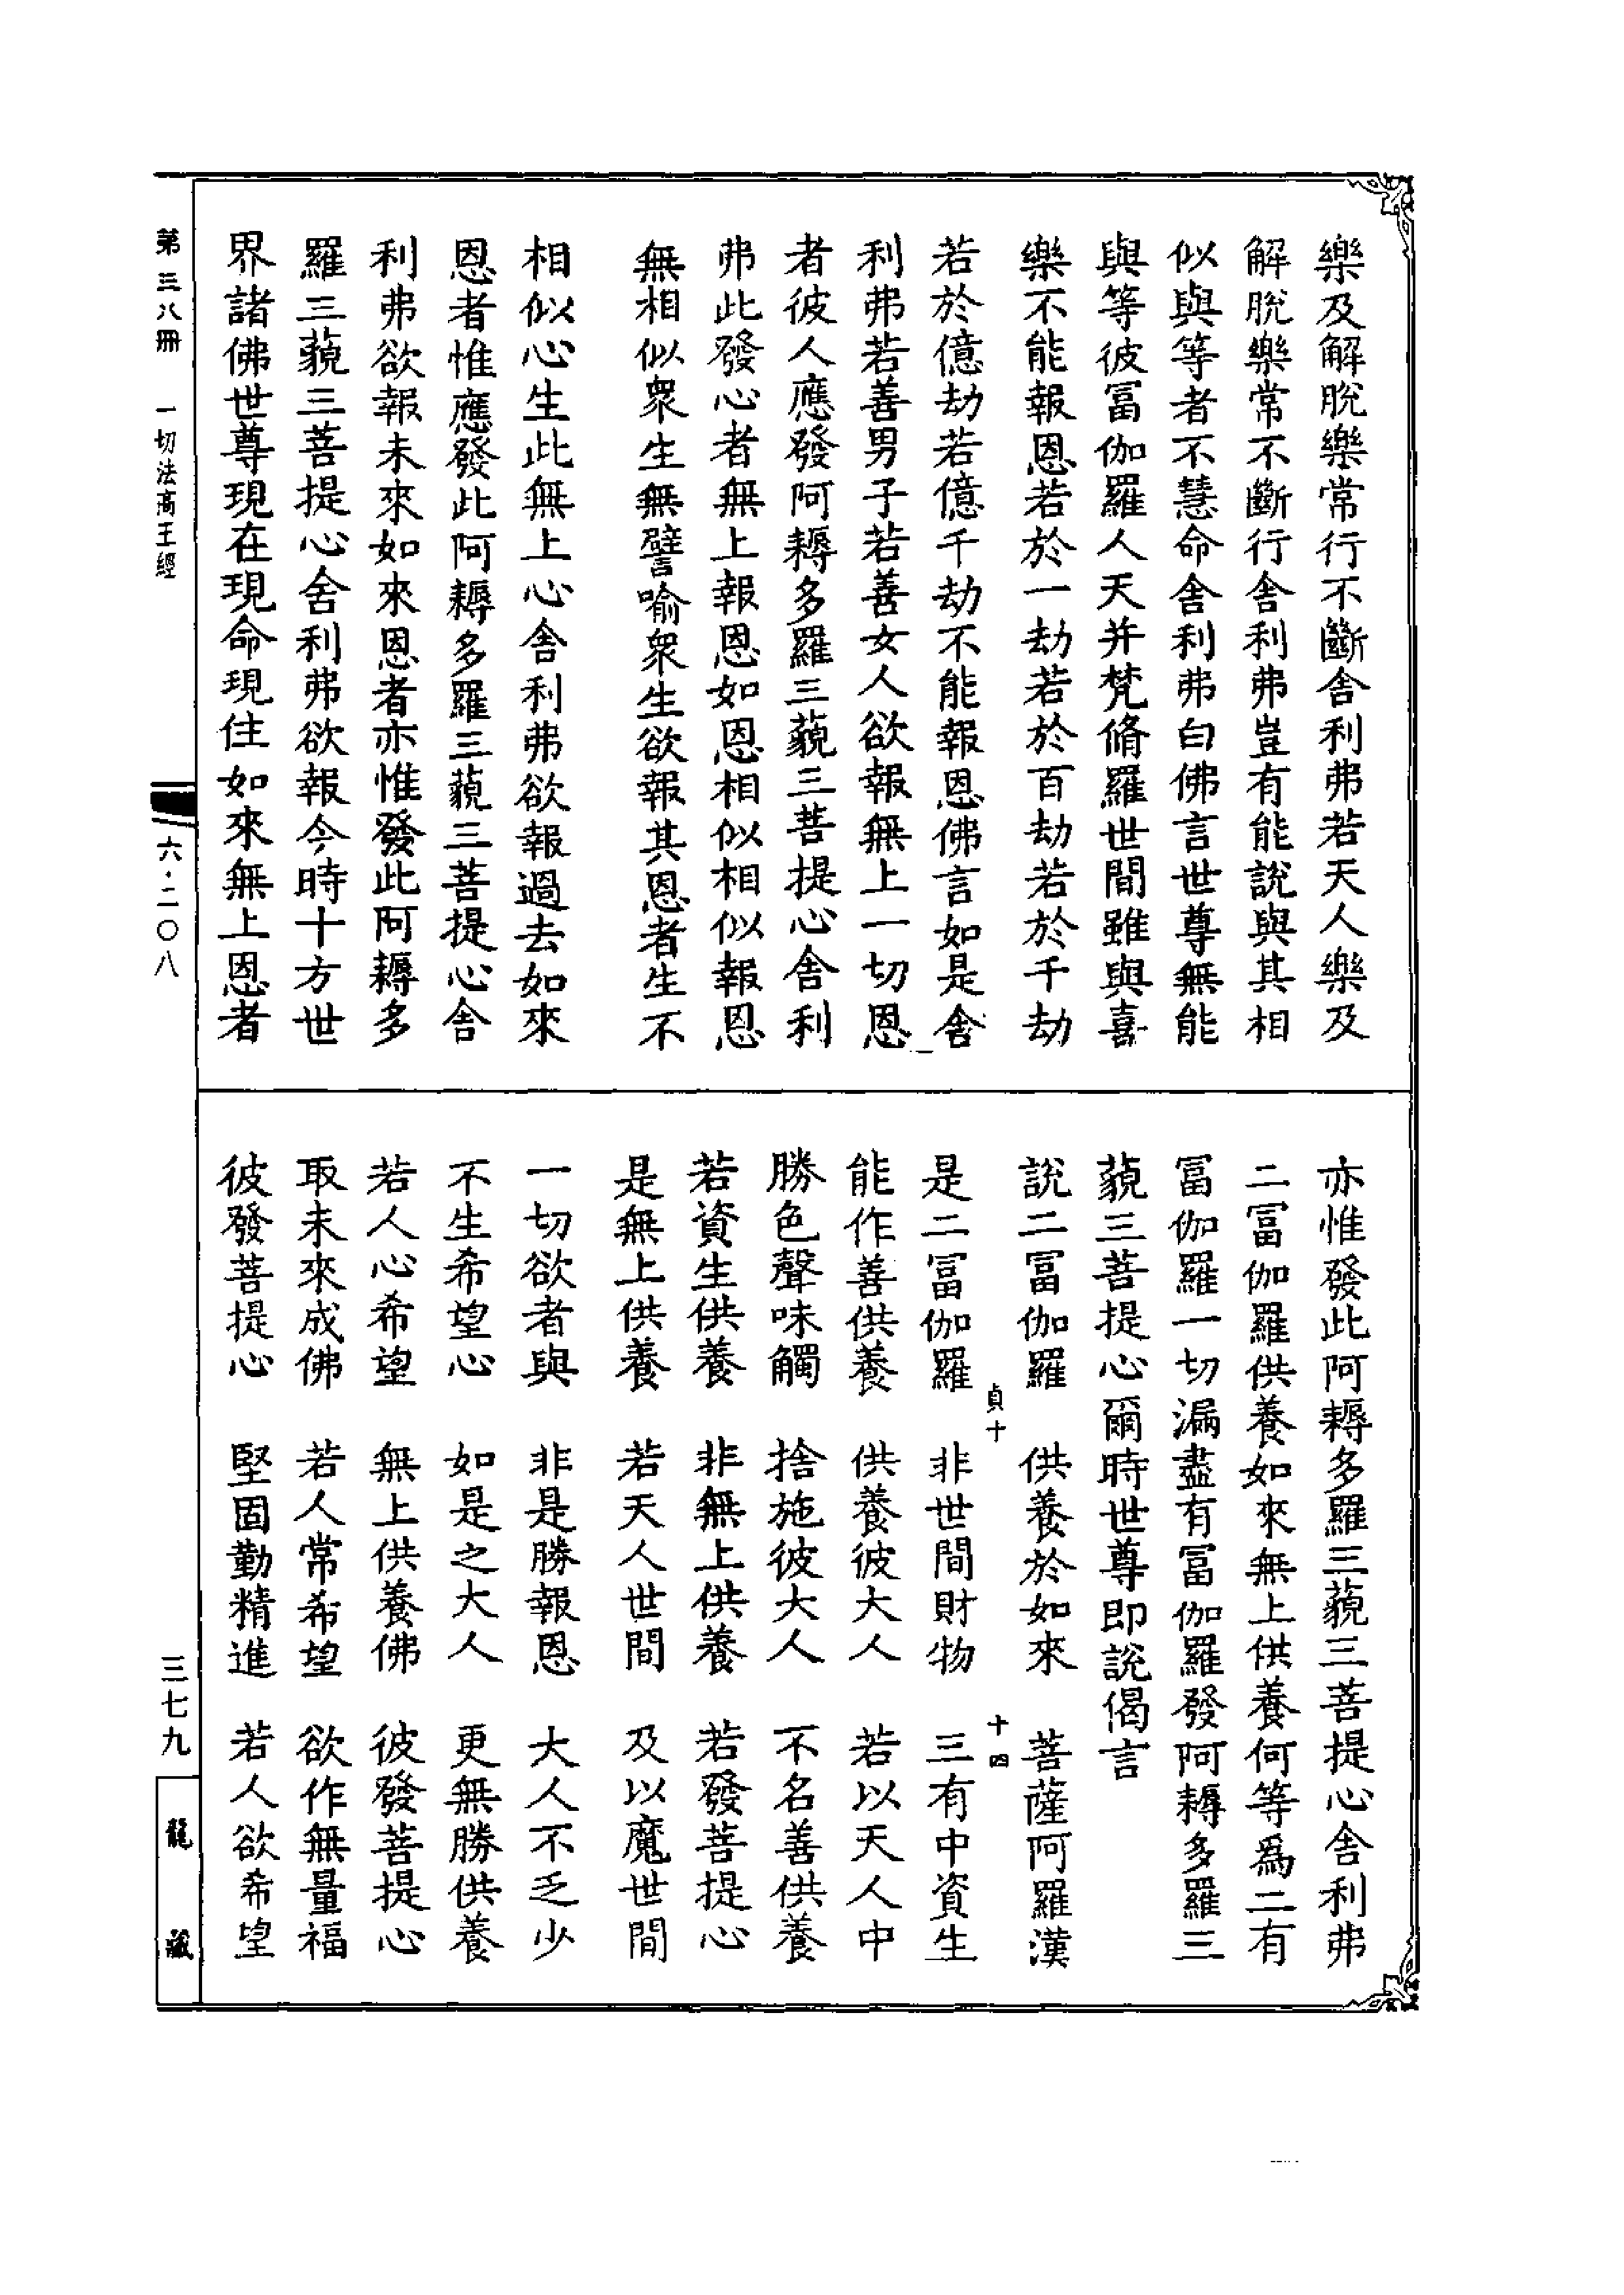 樂及解脫樂常行不斷舍利弗若天人樂及
解脫樂常不斷行舍利弗豈有能說與其相
似與等者不慧命舍利弗白佛言世尊無能
與等彼冨伽羅人天并梵脩羅世間雖與喜
樂不能報恩若於一劫若於百劫若於千劫
若於億劫若億千劫不能報恩佛言如是舍
利弗若善男子若善女人欲報無上一切恩
者彼人應發阿耨多羅三藐三菩提心舍利
弗此發心者無上報恩如恩相似相似報恩
無相似衆生無譬喻衆生欲報其恩者生不
相似心生此無上心舍利弗欲報過去如來
恩者惟應發此阿耨多羅三藐三菩提心舍
利弗欲報未來如來恩者亦惟發此阿耨多
羅三藐三菩提心舍利弗欲報今時十方世
界諸佛世尊現在現命現住如來無上恩者
亦惟發此阿耨多羅三藐三菩提心舍利弗
二冨伽羅供養如來無上供養何等爲二有
冨伽羅一切漏盡有冨伽羅發阿耨多羅三
藐三菩提心爾時世尊即說偈言
說二冨伽羅　供養於如來　菩薩阿羅漢
貞十　十四
是二冨伽羅　非世間財物　三有中資生
能作善供養　供養彼大人　若以天人中
勝色聲味觸　捨施彼大人　不名善供養
若資生供養　非無上供養　若發菩提心
是無上供養　若天人世間　及以魔世間
一切欲者與　非是勝報恩　大人不乏少
不生希望心　如是之大人　更無勝供養
若人心希望　無上供養佛　彼發菩提心
取未來成佛　若人常希望　欲作無量福
彼發菩提心　堅固勤精進　若人欲希望
第三八冊　一切法高王經　六·二〇八　三七九　龍藏